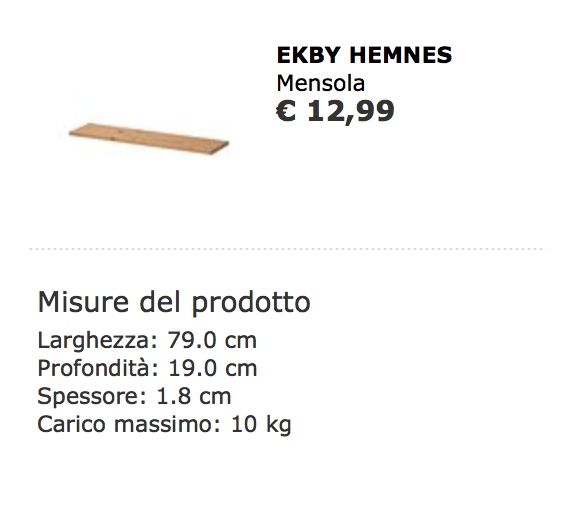 EKBY HEMNES
Mensola
€ 12,99
Misure del prodotto
Larghezza: 79.0 cm
Profondità: 19.0 cm
Spessore: 1.8 cm
Carico massimo: 10 kg